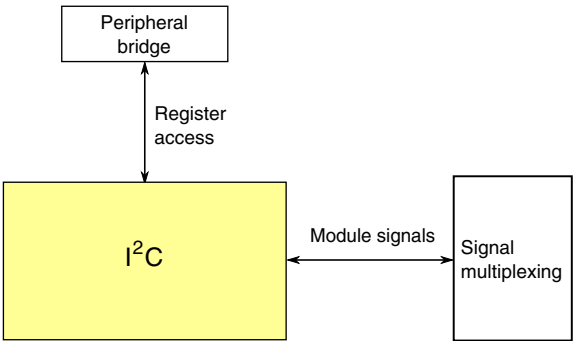 Peripheral
bridge
Register
access
I²C
Module signals
Signal
multiplexing